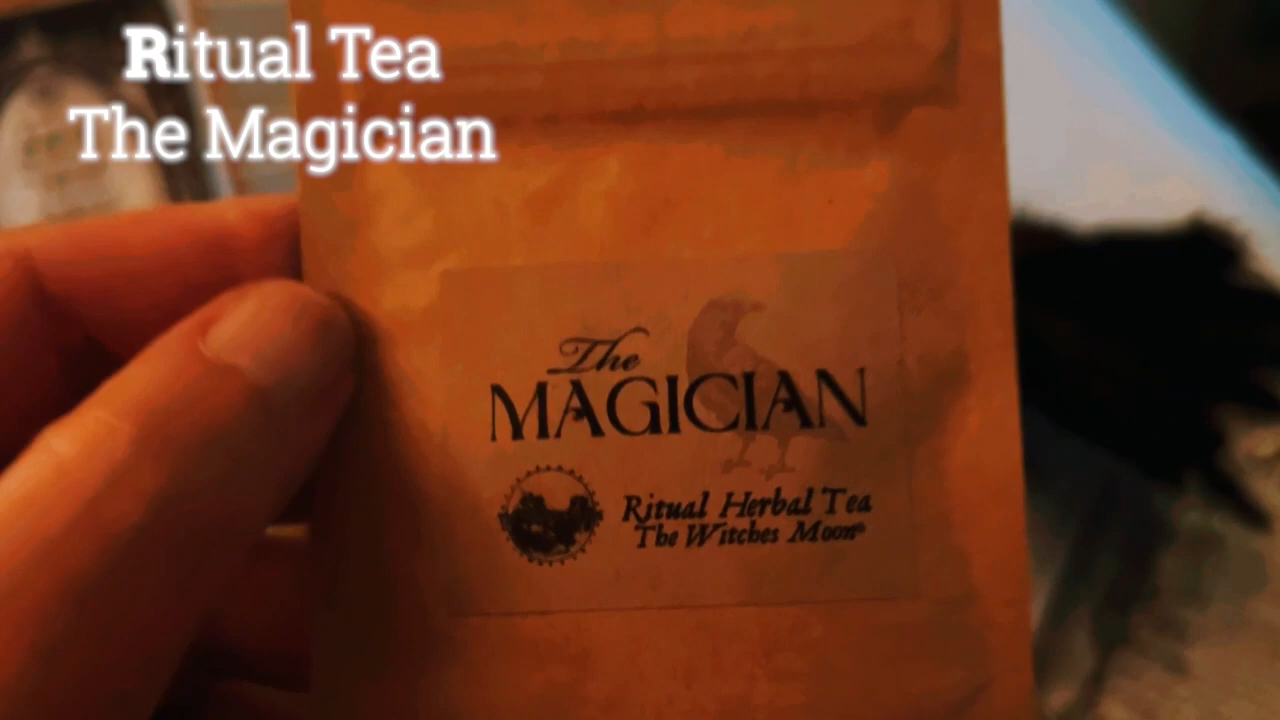 Ritual Tea
The Magician
The
MAGICIAN
Ritual Herbal Tea
The Witches Moon®